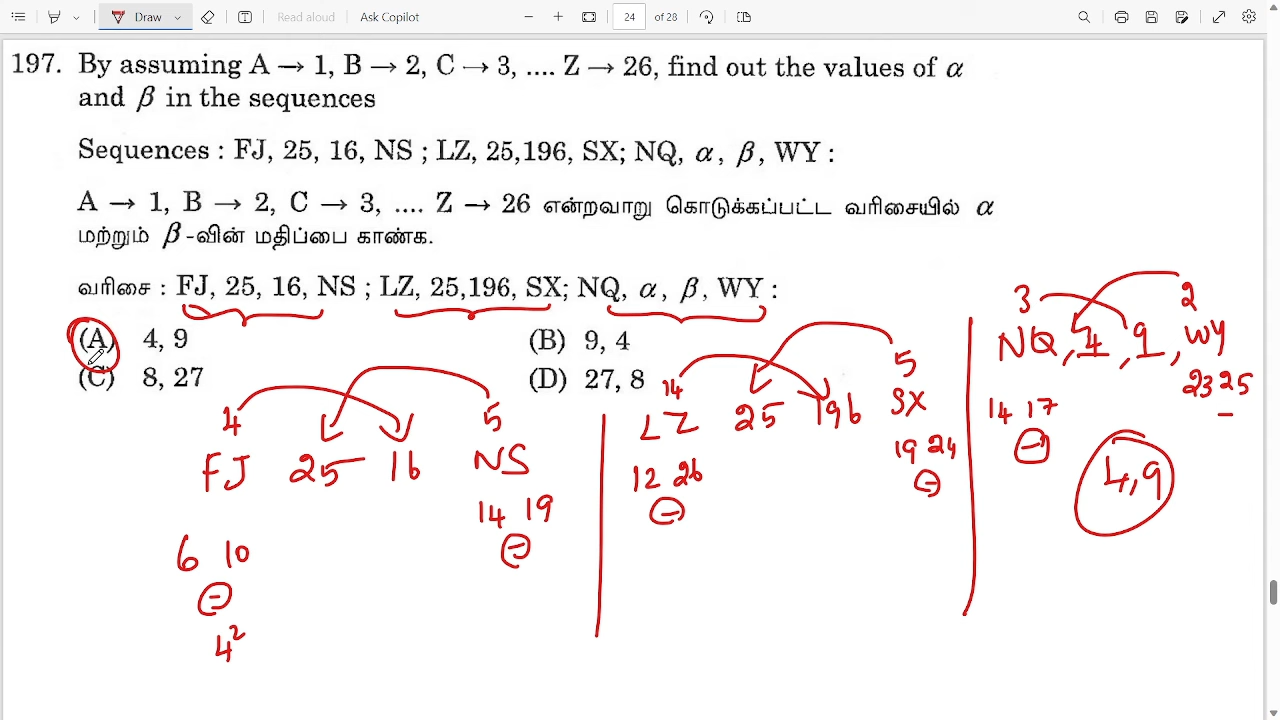 Draw Read aloud Ask Copilot 24 of 28
197. By assuming A → 1, B → 2, C → 3, .... Z → 26, find out the values of α
and β in the sequences
Sequences : FJ, 25, 16, NS ; LZ, 25,196, SX; NQ, α, β, WY :
A → 1, B → 2, C → 3, .... Z → 26 என்றவாறு கொடுக்கப்பட்ட வரிசையில் α
மற்றும் β-வின் மதிப்பை காண்க.
வரிசை : FJ, 25, 16, NS ; LZ, 25,196, SX; NQ, α, β, WY :
(A) 4, 9
(B) 9, 4
(C) 8, 27
(D) 27, 8
4 5
FJ 25 16 NS
14 19
-
6 10
-
4²
14 5
LZ 25 196 SX
12 26 19 24
- -
3 2
NQ, 4, 9, WY
14 17 23 25
- -
4,9